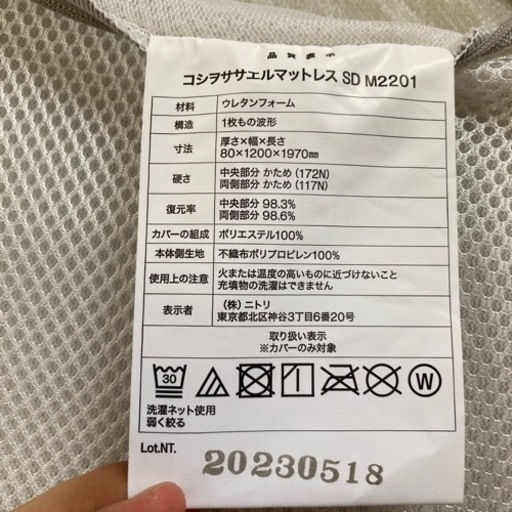 品質表示
コシヲササエルマットレス SD M2201
材料 ウレタンフォーム
構造 1枚もの波形
寸法 厚さ×幅×長さ
80×1200×1970㎜
硬さ 中央部分 かため（172N）
両側部分 かため（117N）
復元率 中央部分 98.3%
両側部分 98.6%
カバーの組成 ポリエステル100%
本体側生地 不織布ポリプロピレン100%
使用上の注意 火または温度の高いものに近づけないこと
充填物の洗濯はできません
表示者 （株）ニトリ
東京都北区神谷3丁目6番20号
取り扱い表示
※カバーのみ対象
30 W
洗濯ネット使用
弱く絞る
Lot.NT. 20230518